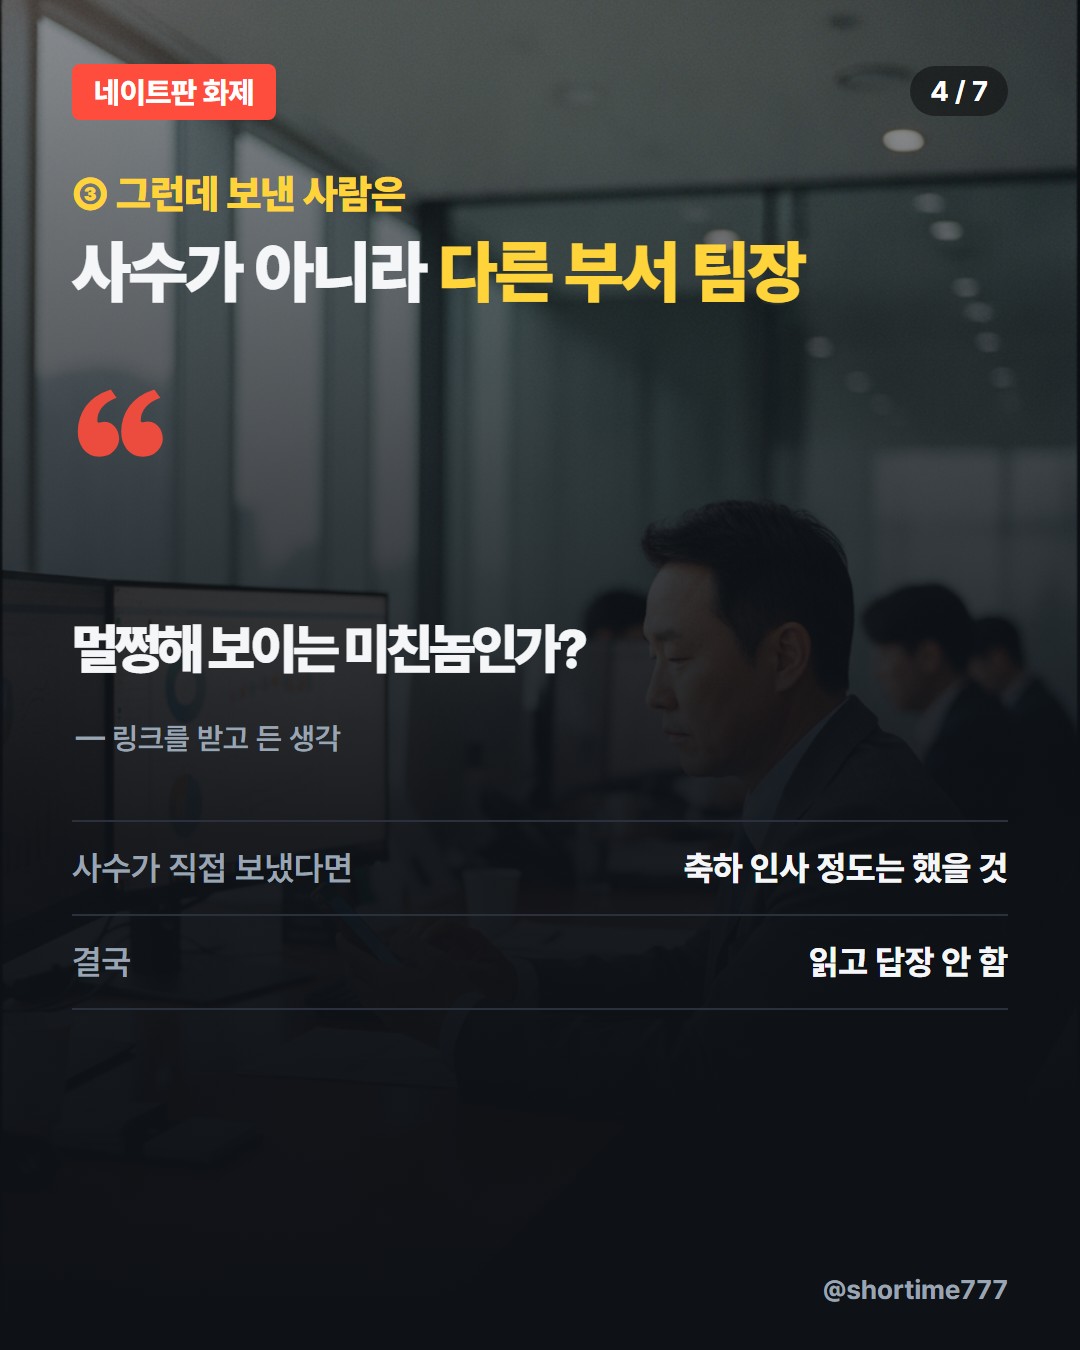 네이트판 화제
4 / 7
③ 그런데 보낸 사람은
사수가 아니라 다른 부서 팀장
“
멀쩡해 보이는 미친놈인가?
— 링크를 받고 든 생각
사수가 직접 보냈다면 축하 인사 정도는 했을 것
결국 읽고 답장 안 함
@shortime777